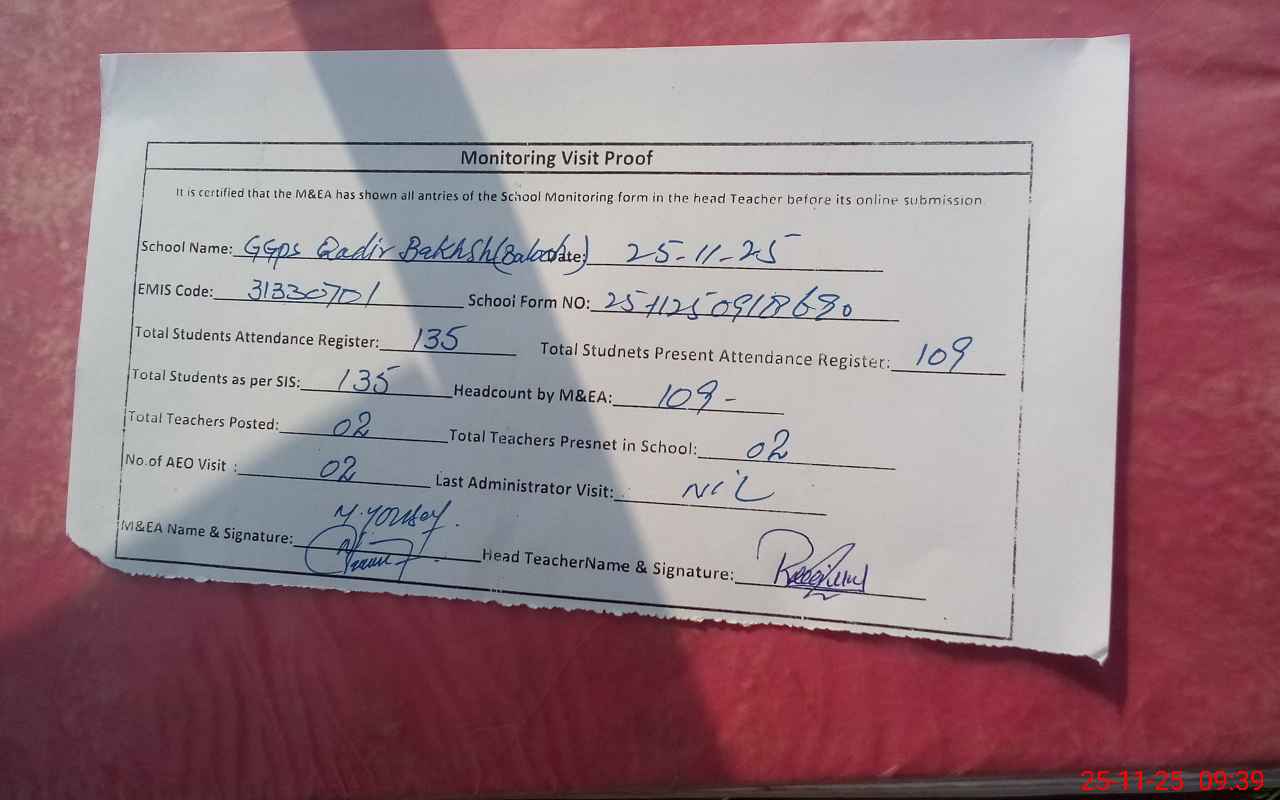 Monitoring Visit Proof
It is certified that the M&EA has shown all antries of the School Monitoring form in the head Teacher before its online submission
School Name: GGps Qadir Bakhsh (Baloch) Date: 25-11-25
EMIS Code: 31330701 School Form NO:
Total Students Attendance Register: 135 Total Studnets Present Attendance Register: 109
Total Students as per SIS: 135 Headcount by M&EA: 109-
Total Teachers Posted: 02 Total Teachers Presnet in School: 02
No.of AEO Visit : 02 Last Administrator Visit: NIL
M. Yousaf.
M&EA Name & Signature: Head TeacherName & Signature:
25-11-25 09:39